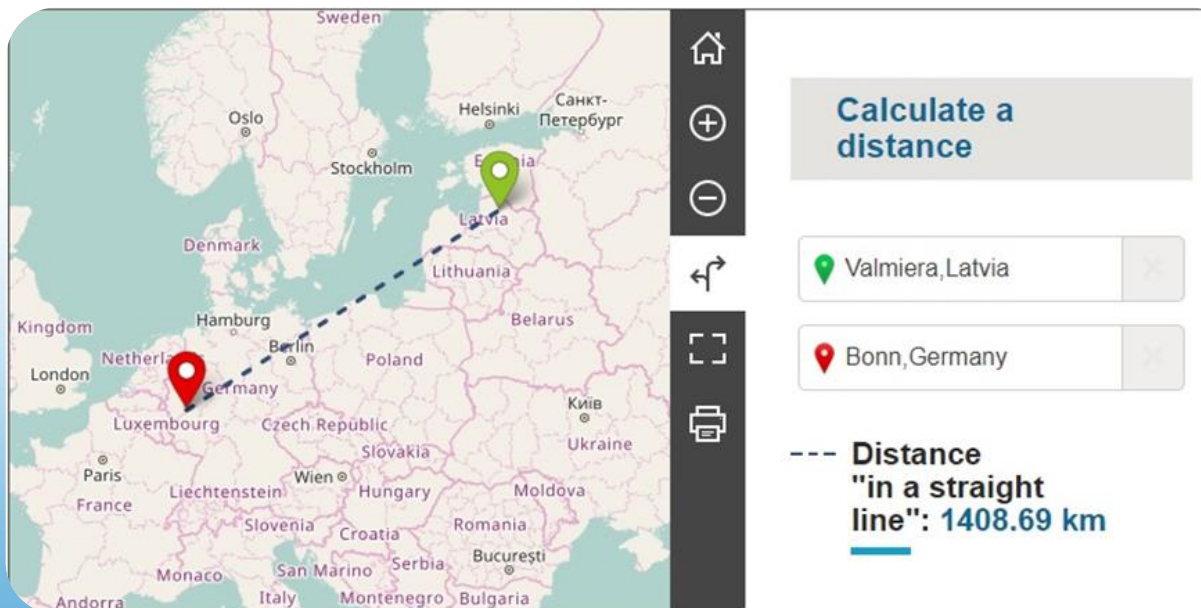 Sweden
Helsinki
Санкт-
Петербург
Oslo
Stockholm
Latvia
Denmark
Lithuania
Kingdom
Hamburg
Belarus
London
Berlin
Poland
Germany
Luxembourg
Czech Republic
Київ
Paris
Slovakia
Ukraine
Wien
France
Liechtenstein
Hungary
Moldova
Slovenia
Croatia
Romania
București
Monaco
San Marino
Serbia
Andorra
Italy
Montenegro
Bulgaria
Calculate a
distance
Valmiera,Latvia
Bonn,Germany
Distance
"in a straight
line": 1408.69 km